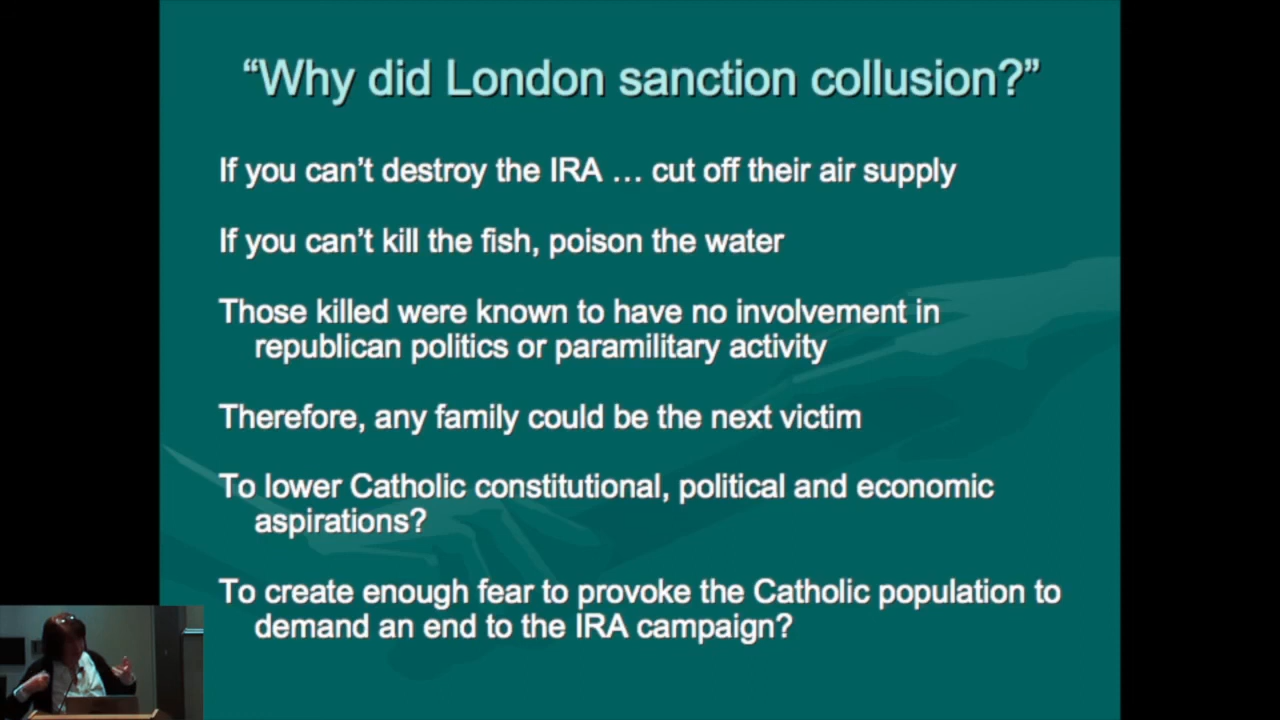 “Why did London sanction collusion?”
If you can’t destroy the IRA … cut off their air supply
If you can’t kill the fish, poison the water
Those killed were known to have no involvement in
republican politics or paramilitary activity
Therefore, any family could be the next victim
To lower Catholic constitutional, political and economic
aspirations?
To create enough fear to provoke the Catholic population to
demand an end to the IRA campaign?